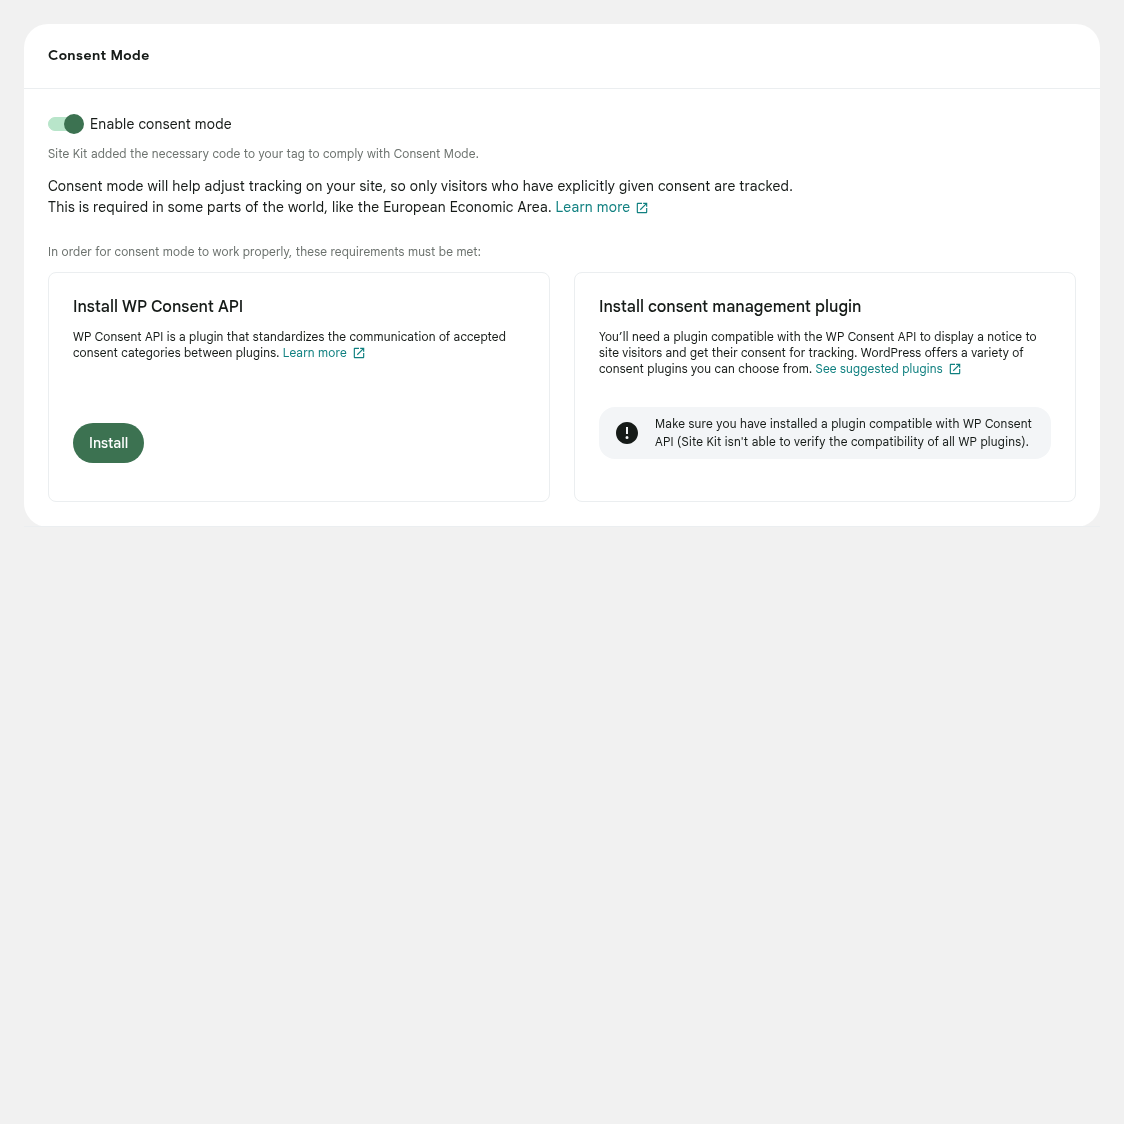 Consent Mode
Enable consent mode
Site Kit added the necessary code to your tag to comply with Consent Mode.
Consent mode will help adjust tracking on your site, so only visitors who have explicitly given consent are tracked.
This is required in some parts of the world, like the European Economic Area. Learn more
In order for consent mode to work properly, these requirements must be met:
Install WP Consent API
WP Consent API is a plugin that standardizes the communication of accepted
consent categories between plugins. Learn more
Install
Install consent management plugin
You’ll need a plugin compatible with the WP Consent API to display a notice to
site visitors and get their consent for tracking. WordPress offers a variety of
consent plugins you can choose from. See suggested plugins
Make sure you have installed a plugin compatible with WP Consent
API (Site Kit isn't able to verify the compatibility of all WP plugins).